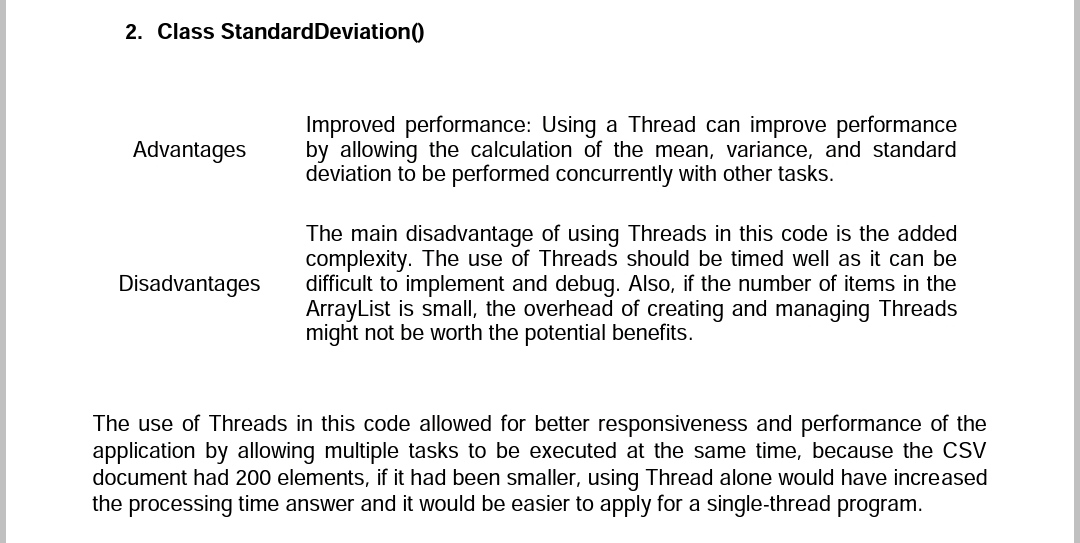 2. Class StandardDeviation()
Advantages
Improved performance: Using a Thread can improve performance
by allowing the calculation of the mean, variance, and standard
deviation to be performed concurrently with other tasks.
Disadvantages
The main disadvantage of using Threads in this code is the added
complexity. The use of Threads should be timed well as it can be
difficult to implement and debug. Also, if the number of items in the
ArrayList is small, the overhead of creating and managing Threads
might not be worth the potential benefits.
The use of Threads in this code allowed for better responsiveness and performance of the
application by allowing multiple tasks to be executed at the same time, because the CSV
document had 200 elements, if it had been smaller, using Thread alone would have increased
the processing time answer and it would be easier to apply for a single-thread program.